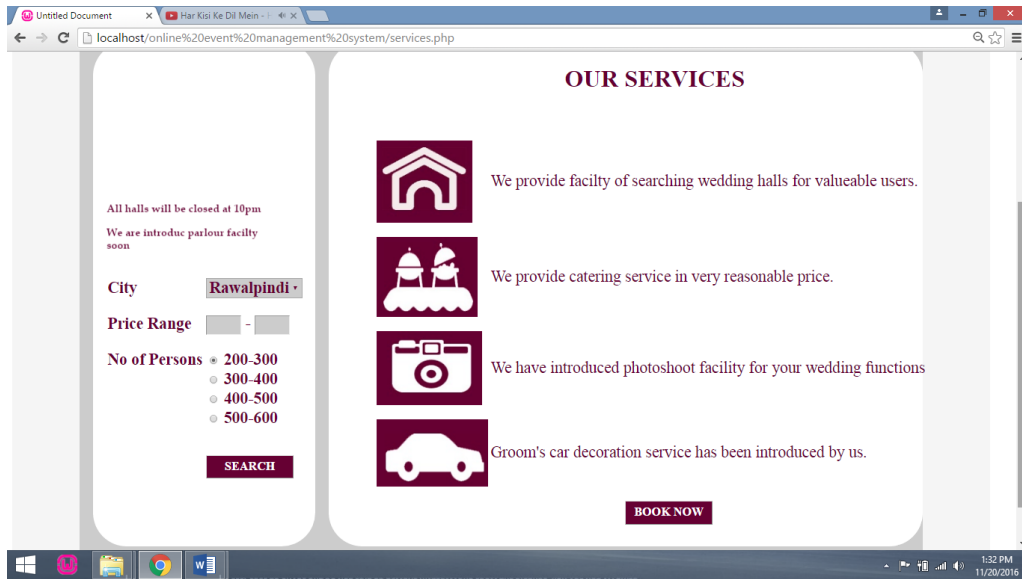 Untitled Document
Har Kisi Ke Dil Mein - H
localhost/online%20event%20management%20system/services.php
All halls will be closed at 10pm
We are introduc parlour facilty
soon
City Rawalpindi
Price Range -
No of Persons 200-300
300-400
400-500
500-600
SEARCH
OUR SERVICES
We provide facilty of searching wedding halls for valueable users.
We provide catering service in very reasonable price.
We have introduced photoshoot facility for your wedding functions
Groom's car decoration service has been introduced by us.
BOOK NOW
1:32 PM
11/20/2016